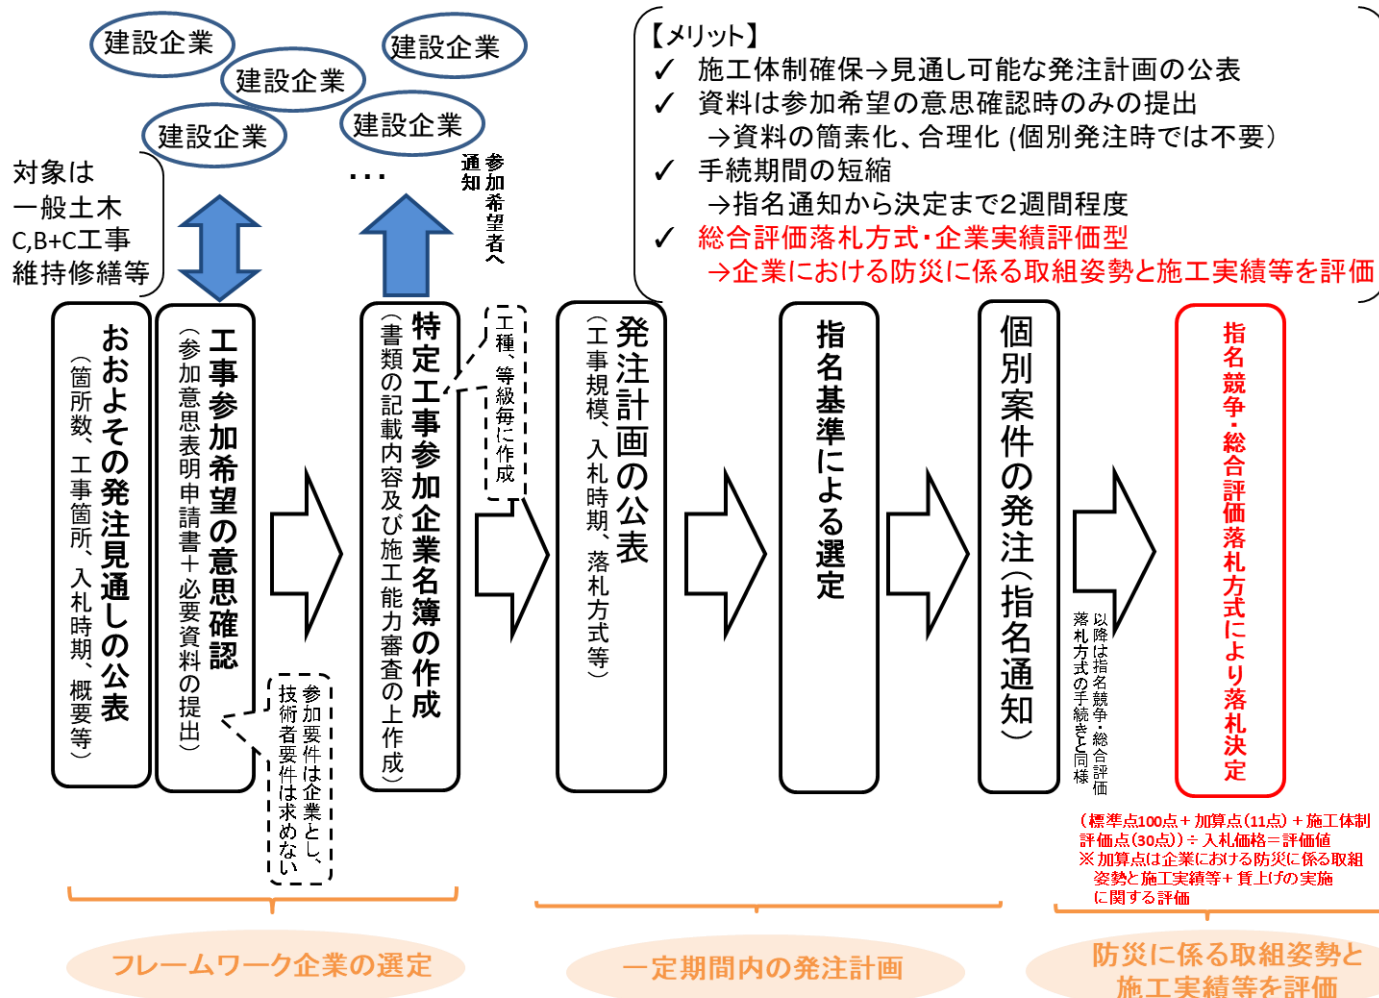 建設企業
建設企業
建設企業
建設企業
建設企業
・・・
対象は
一般土木
C,B+C工事
維持修繕等
参加希望者へ
通知
【メリット】
✓ 施工体制確保→見通し可能な発注計画の公表
✓ 資料は参加希望の意思確認時のみの提出
→資料の簡素化、合理化 (個別発注時では不要）
✓ 手続期間の短縮
→指名通知から決定まで２週間程度
✓ 総合評価落札方式・企業実績評価型
→企業における防災に係る取組姿勢と施工実績等を評価
おおよその発注見通しの公表
（箇所数、工事箇所、入札時期、概要等）
工事参加希望の意思確認
（参加意思表明申請書＋必要資料の提出）
参加要件は企業とし、
技術者要件は求めない
特定工事参加企業名簿の作成
（書類の記載内容及び施工能力審査の上作成）
工種、等級毎に作成
発注計画の公表
（工事規模、入札時期、落札方式等）
指名基準による選定
個別案件の発注（指名通知）
以降は指名競争・総合評価
落札方式の手続きと同様
指名競争・総合評価落札方式により落札決定
（標準点100点＋加算点(11点)＋施工体制
評価点(30点)）÷入札価格＝評価値
※加算点は企業における防災に係る取組
姿勢と施工実績等＋賃上げの実施
に関する評価
フレームワーク企業の選定
一定期間内の発注計画
防災に係る取組姿勢と
施工実績等を評価